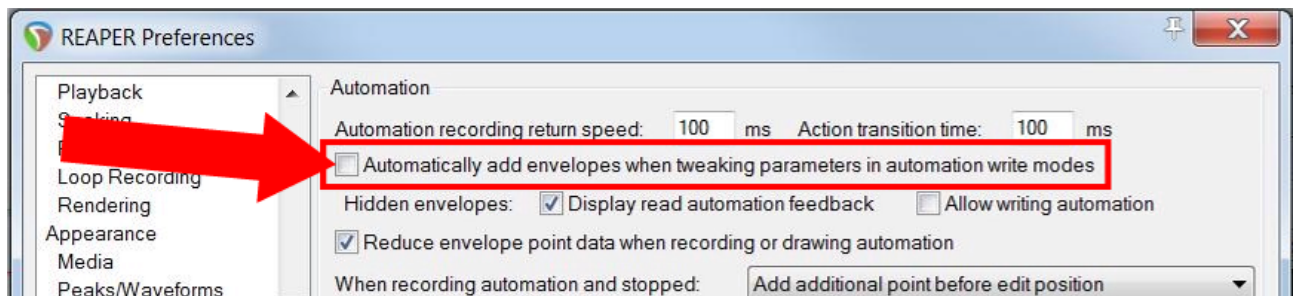 REAPER Preferences
Playback
Loop Recording
Rendering
Appearance
Media
Peaks/Waveforms
Automation
Automation recording return speed: 100 ms Action transition time: 100 ms
Automatically add envelopes when tweaking parameters in automation write modes
Hidden envelopes: Display read automation feedback Allow writing automation
Reduce envelope point data when recording or drawing automation
When recording automation and stopped: Add additional point before edit position